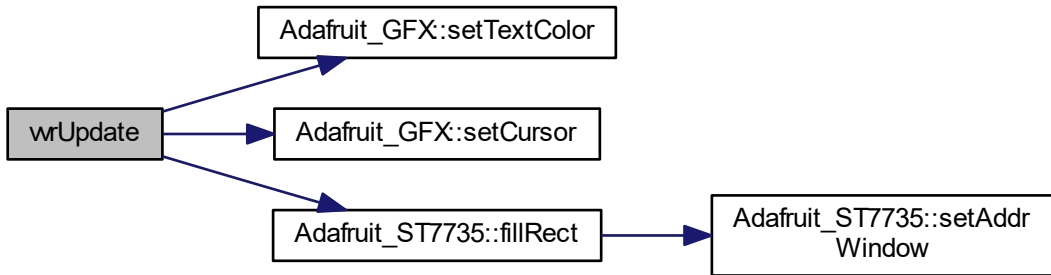 Adafruit_GFX::setTextColor
wrUpdate
Adafruit_GFX::setCursor
Adafruit_ST7735::fillRect
Adafruit_ST7735::setAddr
Window